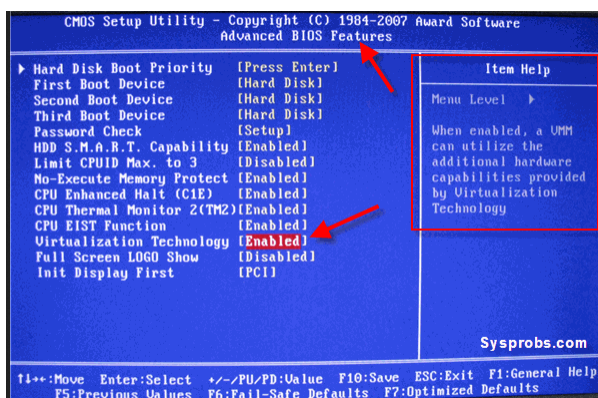 CMOS Setup Utility - Copyright (C) 1984-2007 Award Software
Advanced BIOS Features
Hard Disk Boot Priority [Press Enter]
First Boot Device [Hard Disk]
Second Boot Device [Hard Disk]
Third Boot Device [Hard Disk]
Password Check [Setup]
HDD S.M.A.R.T. Capability [Enabled]
Limit CPUID Max. to 3 [Disabled]
No-Execute Memory Protect [Enabled]
CPU Enhanced Halt (C1E) [Enabled]
CPU Thermal Monitor 2(TM2)[Enabled]
CPU EIST Function [Enabled]
Virtualization Technology [Enabled]
Full Screen LOGO Show [Disabled]
Init Display First [PCI]
Item Help
Menu Level
When enabled, a VMM
can utilize the
additional hardware
capabilities provided
by Virtualization
Technology
Sysprobs.com
↑↓→←:Move Enter:Select +/-/PU/PD:Value F10:Save ESC:Exit F1:General Help
F5:Previous Values F6:Fail-Safe Defaults F7:Optimized Defaults